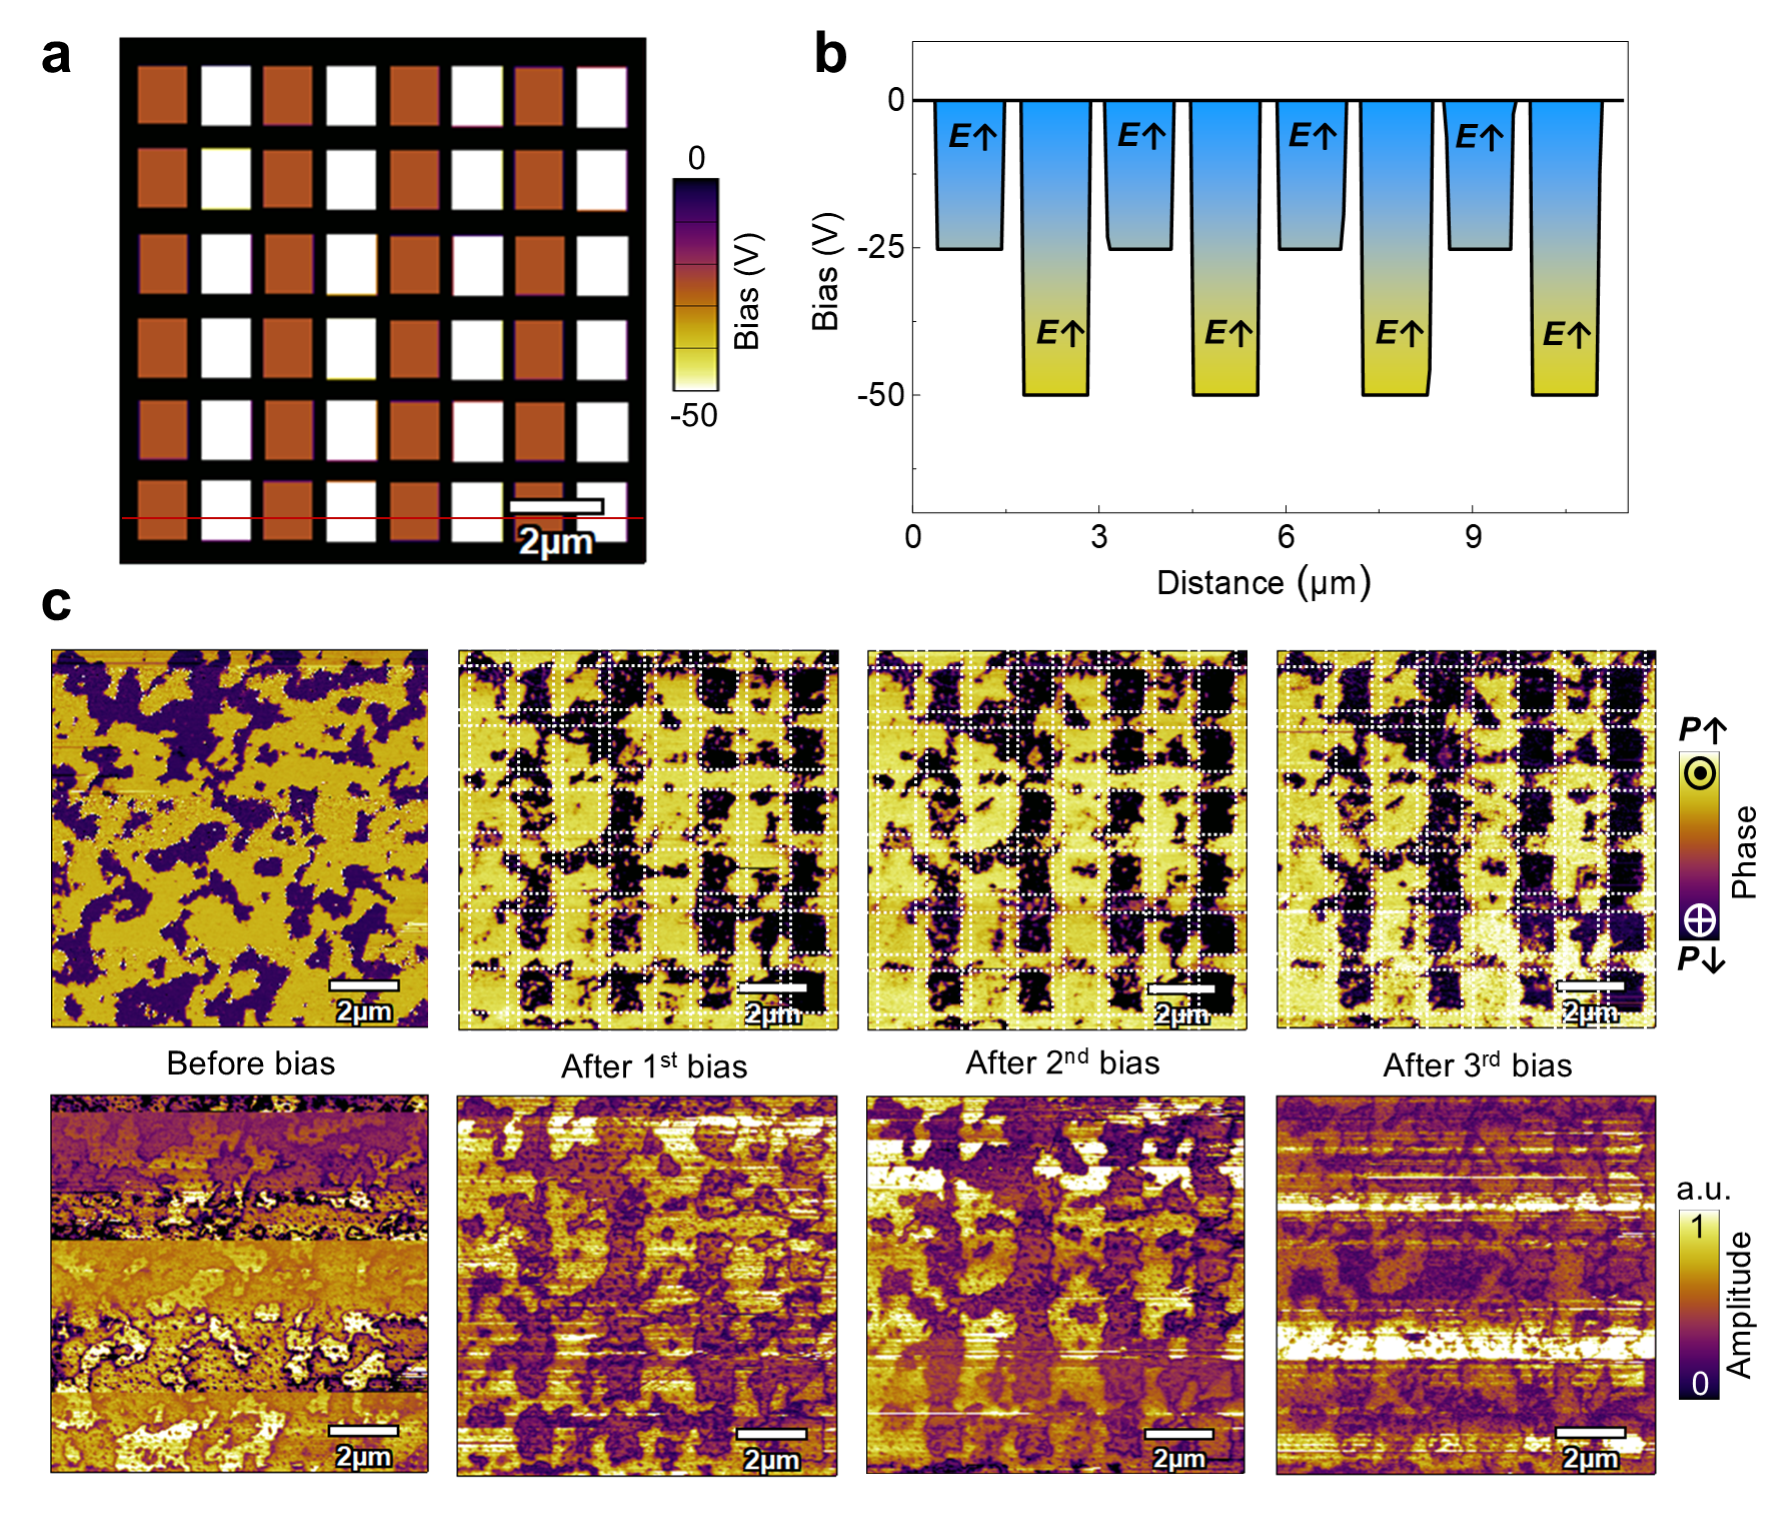 a
0
Bias (V)
-50
2µm
b
0
-25
-50
Bias (V)
E↑
E↑
E↑
E↑
E↑
E↑
E↑
E↑
0
3
6
9
Distance (µm)
c
2µm
2µm
2µm
2µm
P↑
Phase
P↓
Before bias
After 1st bias
After 2nd bias
After 3rd bias
2µm
2µm
2µm
2µm
a.u.
1
Amplitude
0